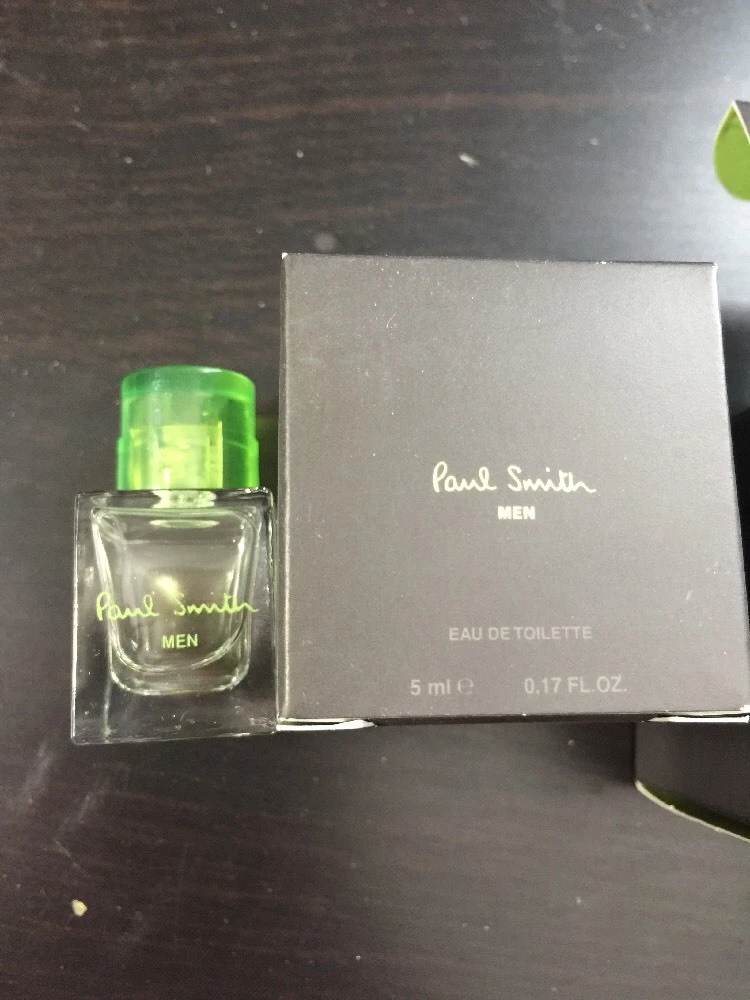 Paul Smith
MEN
Paul Smith
MEN
EAU DE TOILETTE
5 ml ℮ 0.17 FL.OZ.